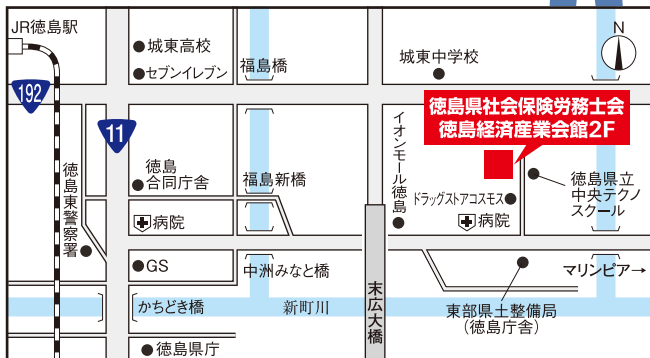 JR徳島駅
192
11
城東高校
セブンイレブン
福島橋
城東中学校
N
徳島県社会保険労務士会
徳島経済産業会館2F
徳島東警察署
徳島
合同庁舎
病院
福島新橋
イオンモール徳島
ドラッグストアコスモス
病院
徳島県立
中央テクノ
スクール
GS
中洲みなと橋
マリンピア→
かちどき橋
新町川
末広大橋
東部県土整備局
(徳島庁舎)
徳島県庁